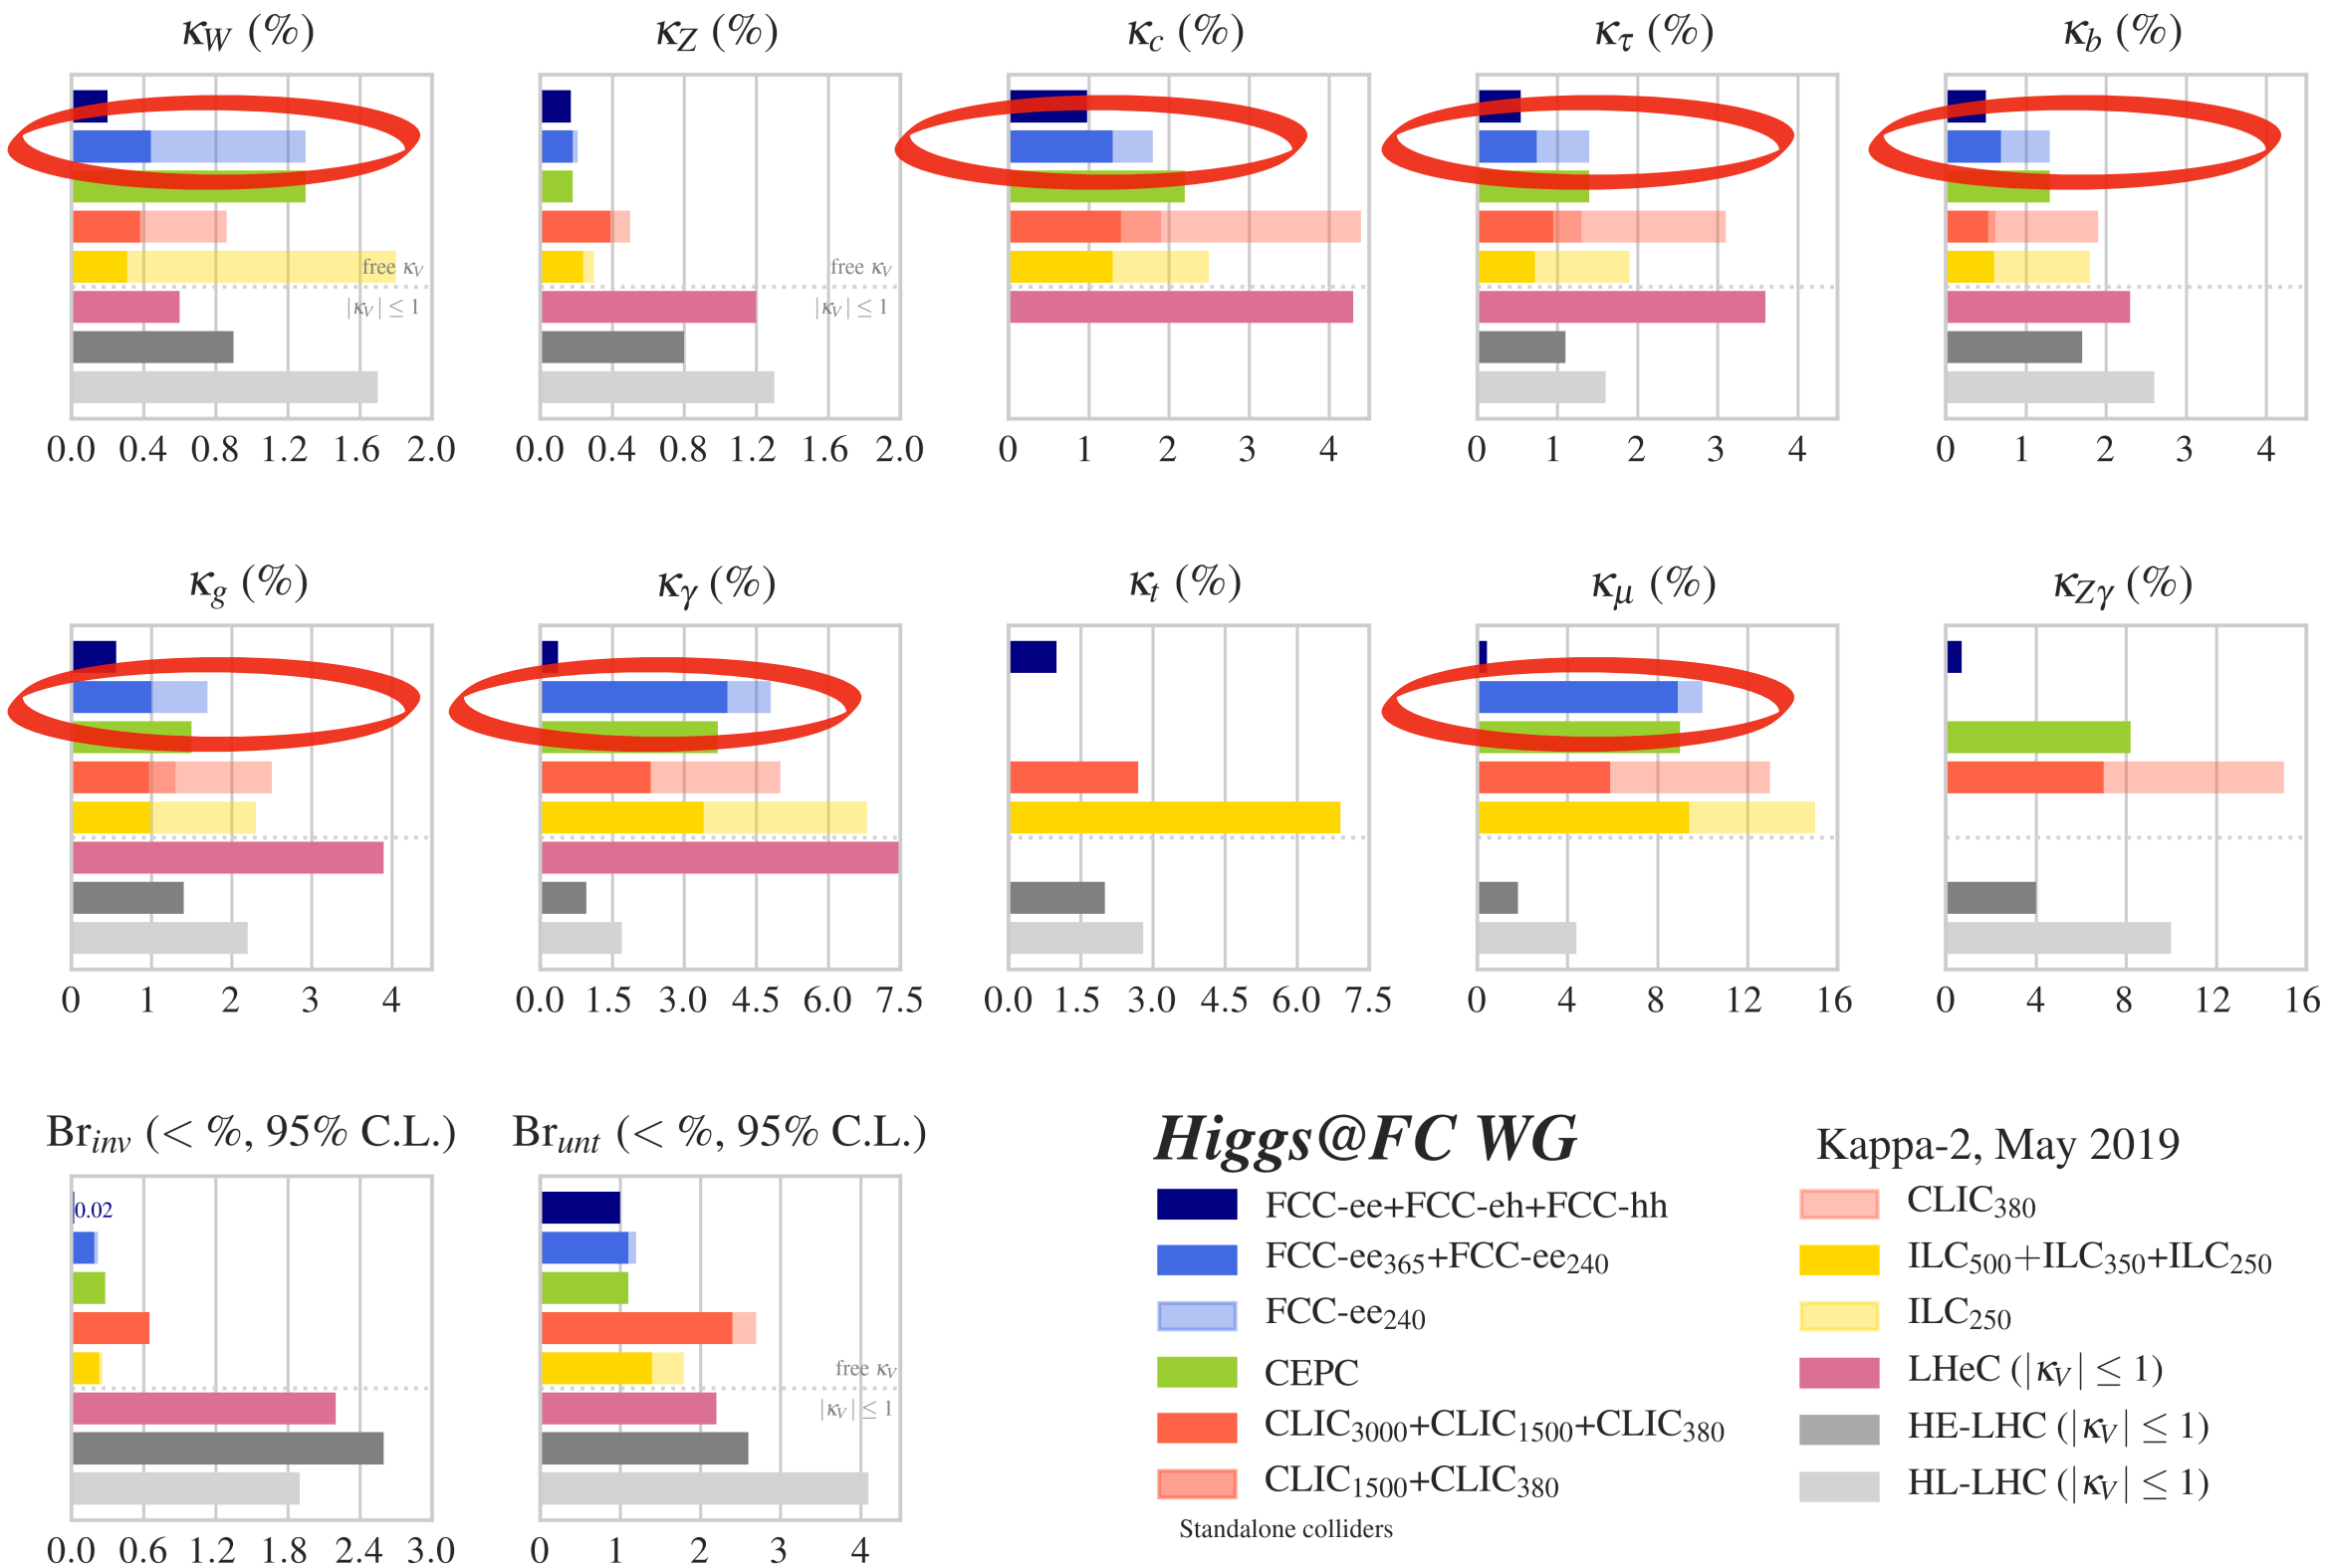 κW (%) κZ (%) κc (%) κτ (%) κb (%)
free κV free κV
|κV| ≤ 1 |κV| ≤ 1
0.0 0.4 0.8 1.2 1.6 2.0 0.0 0.4 0.8 1.2 1.6 2.0 0 1 2 3 4 0 1 2 3 4 0 1 2 3 4
κg (%) κγ (%) κt (%) κμ (%) κZγ (%)
0 1 2 3 4 0.0 1.5 3.0 4.5 6.0 7.5 0.0 1.5 3.0 4.5 6.0 7.5 0 4 8 12 16 0 4 8 12 16
Brinv (< %, 95% C.L.) Brunt (< %, 95% C.L.)
0.02
free κV
|κV| ≤ 1
0.0 0.6 1.2 1.8 2.4 3.0 0 1 2 3 4
Higgs@FC WG
Kappa-2, May 2019
FCC-ee+FCC-eh+FCC-hh
FCC-ee365+FCC-ee240
FCC-ee240
CEPC
CLIC3000+CLIC1500+CLIC380
CLIC1500+CLIC380
CLIC380
ILC500+ILC350+ILC250
ILC250
LHeC (|κV| ≤ 1)
HE-LHC (|κV| ≤ 1)
HL-LHC (|κV| ≤ 1)
Standalone colliders